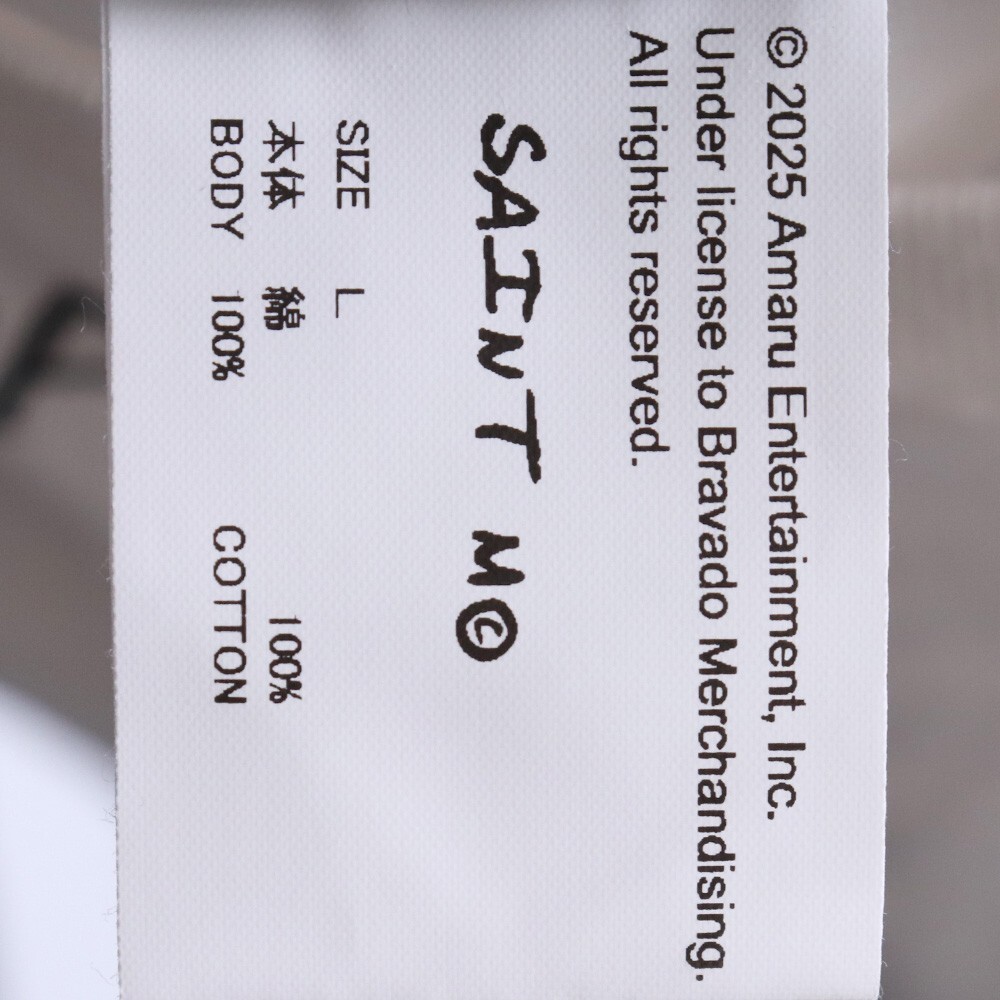 © 2025 Amaru Entertainment, Inc.
Under license to Bravado Merchandising.
All rights reserved.
SAINT M©
SIZE L
本体 綿 100%
BODY 100% COTTON